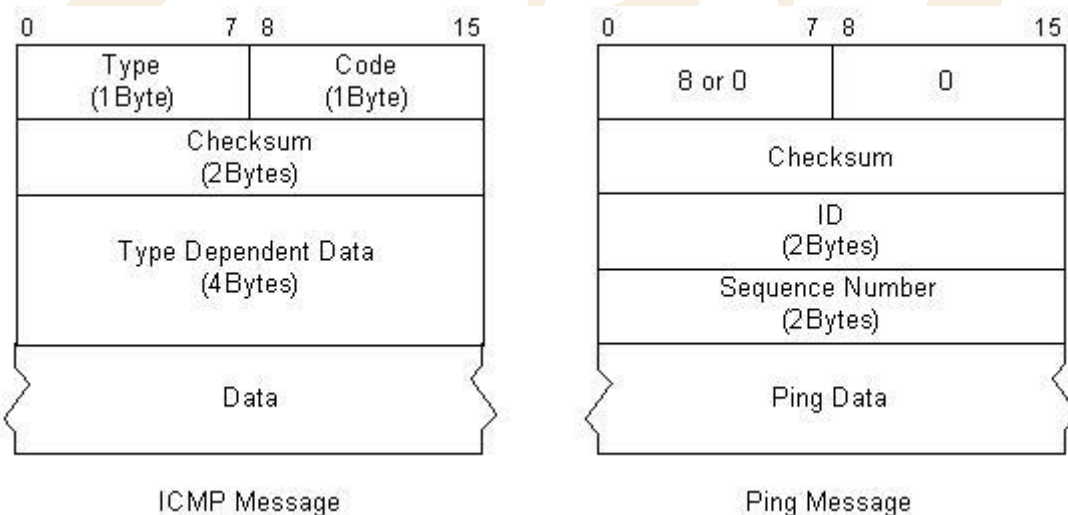 0 7 8 15
Type
(1Byte)
Code
(1Byte)
Checksum
(2Bytes)
Type Dependent Data
(4Bytes)
Data
ICMP Message
0 7 8 15
8 or 0
0
Checksum
ID
(2Bytes)
Sequence Number
(2Bytes)
Ping Data
Ping Message